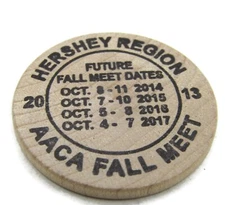 HERSHEY REGION
FUTURE
FALL MEET DATES
OCT. 8 - 11 2014
OCT. 7 - 10 2015
OCT. 5 - 8 2016
OCT. 4 - 7 2017
20 13
AACA FALL MEET